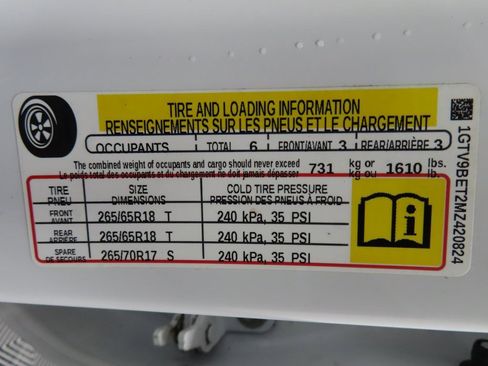 TIRE AND LOADING INFORMATION
RENSEIGNEMENTS SUR LES PNEUS ET LE CHARGEMENT
OCCUPANTS TOTAL 6 FRONT/AVANT 3 REAR/ARRIÈRE 3
The combined weight of occupants and cargo should never exceed 731 kg or 1610 lbs.
Le poids total des occupants et du chargement ne doit pas dépasser kg ou lb.
TIRE SIZE COLD TIRE PRESSURE
PNEU DIMENSIONS PRESSION DES PNEUS À FROID
FRONT
AVANT 265/65R18 T 240 kPa, 35 PSI
REAR
ARRIÈRE 265/65R18 T 240 kPa, 35 PSI
SPARE
DE SECOURS 265/70R17 S 240 kPa, 35 PSI
i
1GTV9BET2MZ420824